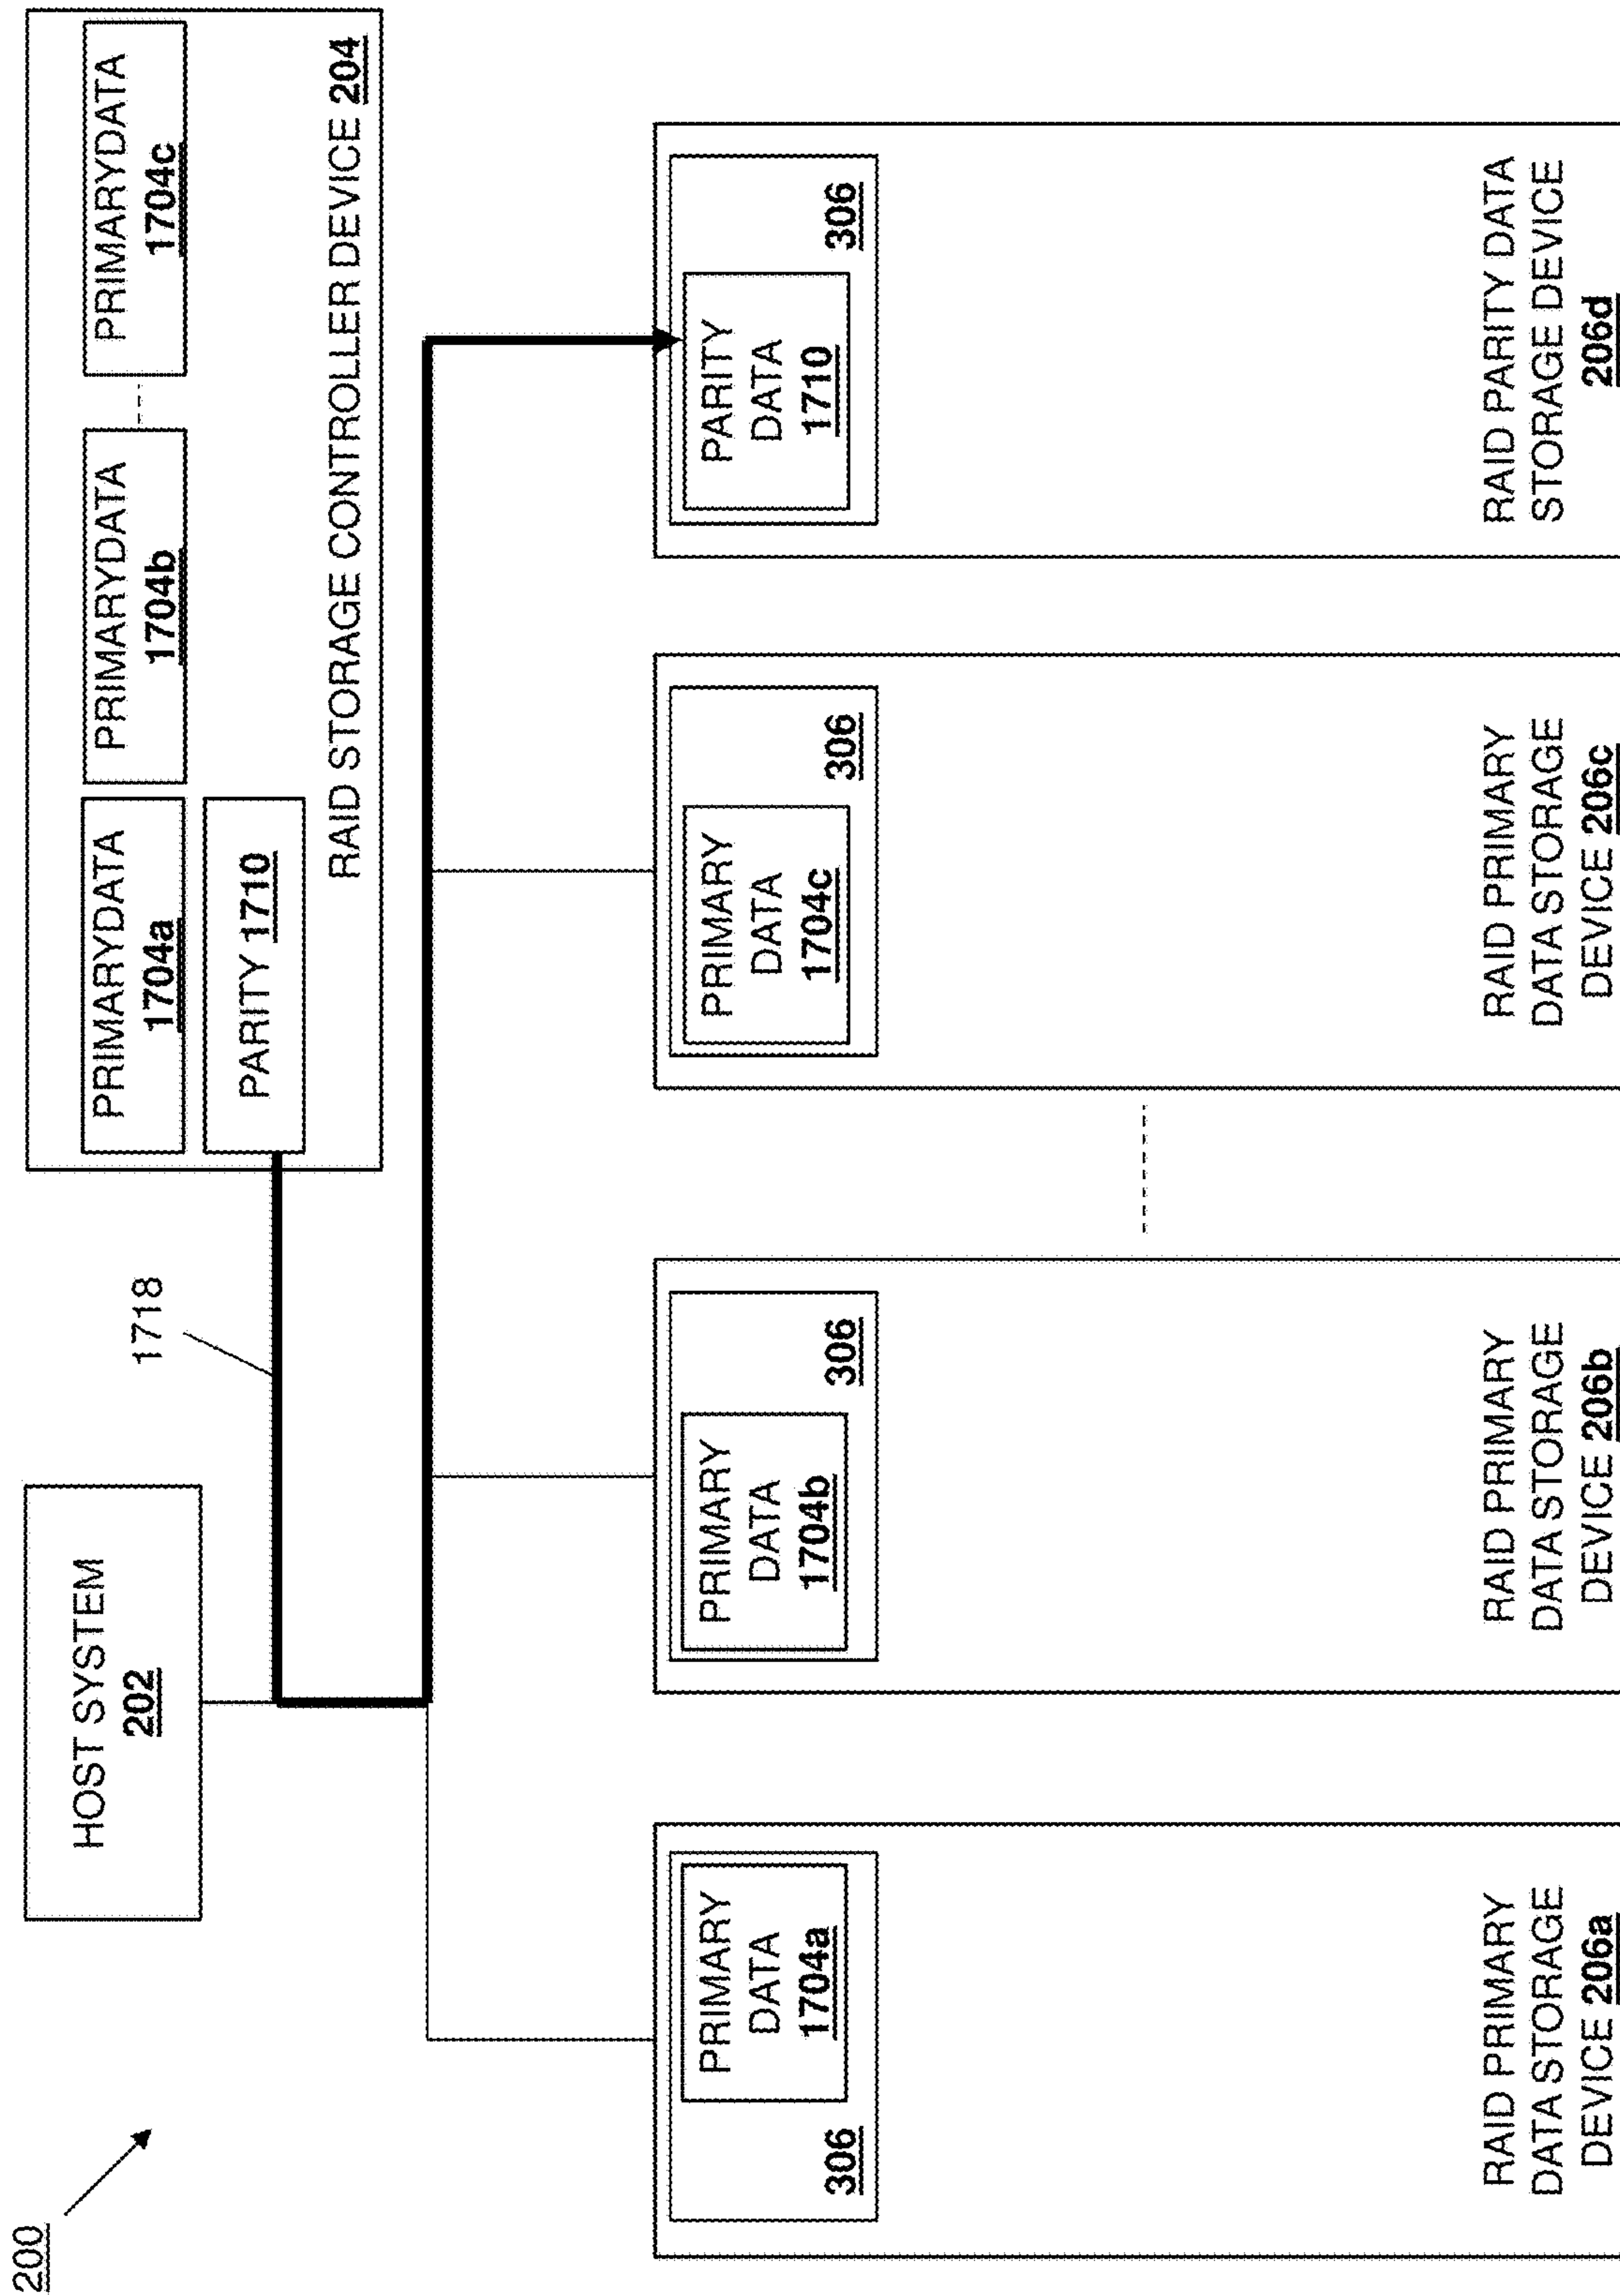 200
HOST SYSTEM
202
1718
PRIMARYDATA
1704a
PRIMARYDATA
1704b
PRIMARYDATA
1704c
PARITY 1710
RAID STORAGE CONTROLLER DEVICE 204
306
PRIMARY
DATA
1704a
RAID PRIMARY
DATA STORAGE
DEVICE 206a
PRIMARY
DATA
1704b
306
RAID PRIMARY
DATA STORAGE
DEVICE 206b
PRIMARY
DATA
1704c
306
RAID PRIMARY
DATA STORAGE
DEVICE 206c
PARITY
DATA
1710
306
RAID PARITY DATA
STORAGE DEVICE
206d